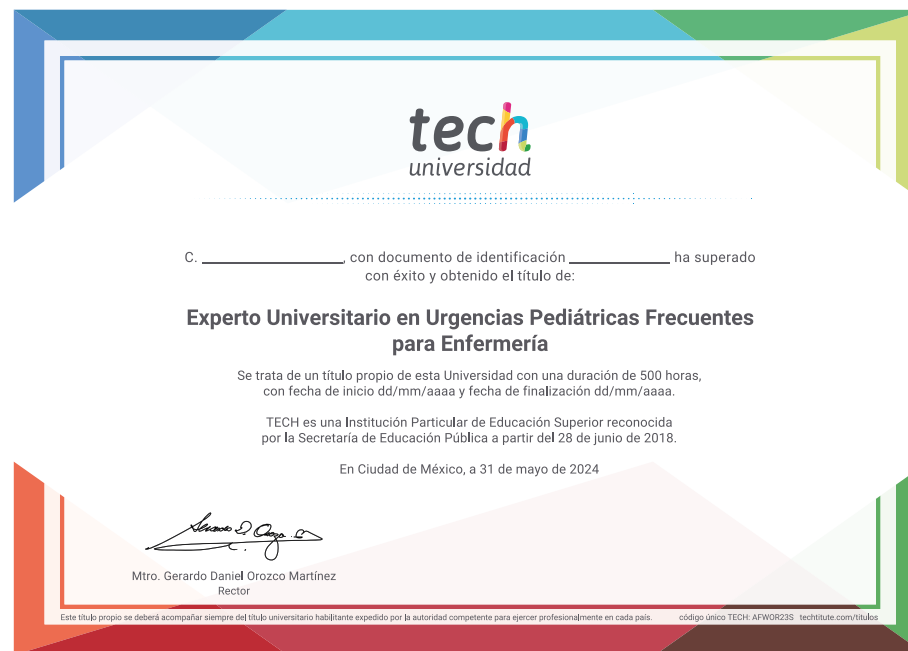 tech
universidad
C. ____________, con documento de identificación ____________ ha superado
con éxito y obtenido el título de:
Experto Universitario en Urgencias Pediátricas Frecuentes
para Enfermería
Se trata de un título propio de esta Universidad con una duración de 500 horas,
con fecha de inicio dd/mm/aaaa y fecha de finalización dd/mm/aaaa.
TECH es una Institución Particular de Educación Superior reconocida
por la Secretaría de Educación Pública a partir del 28 de junio de 2018.
En Ciudad de México, a 31 de mayo de 2024
Mtro. Gerardo Daniel Orozco Martínez
Rector
Este título propio se deberá acompañar siempre del título universitario habilitante expedido por la autoridad competente para ejercer profesionalmente en cada país. código único TECH: AFWOR23S techtitute.com/titulos